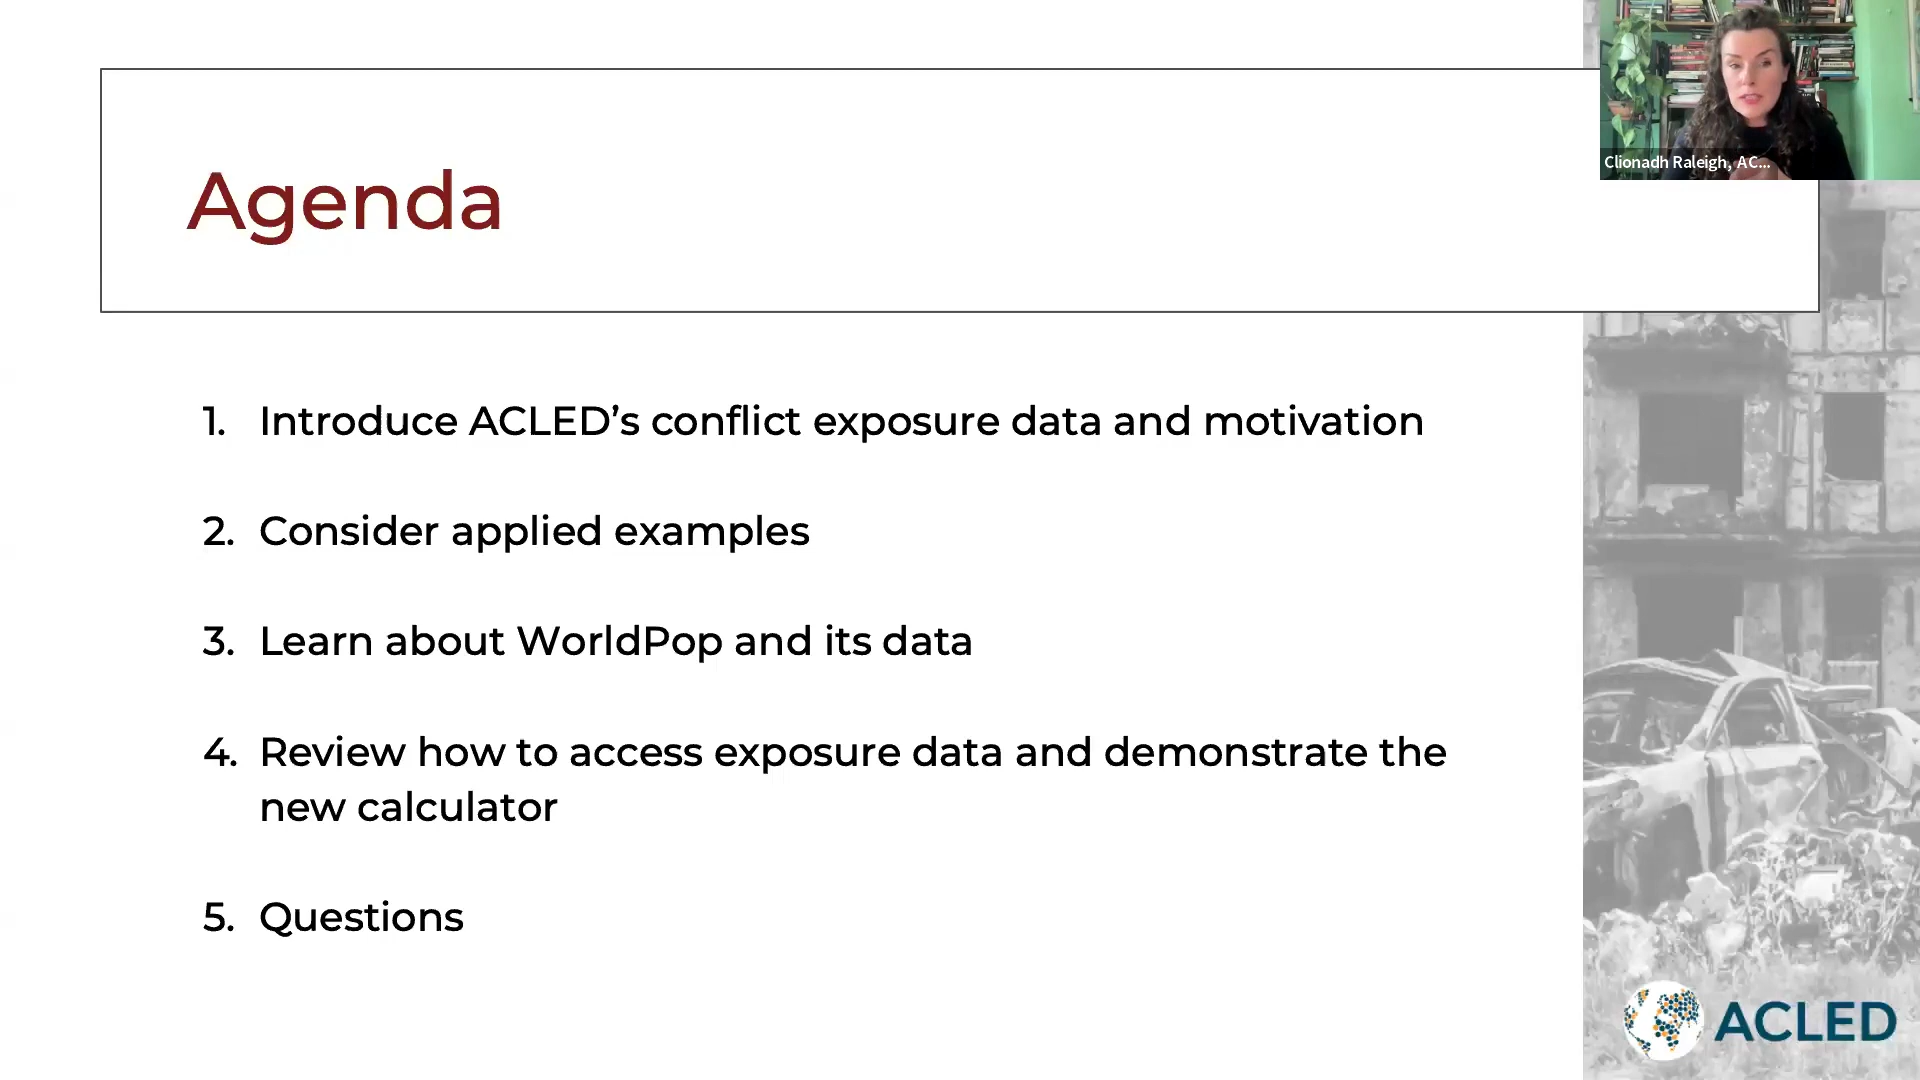 Clionadh Raleigh, AC...
Agenda
1. Introduce ACLED’s conflict exposure data and motivation
2. Consider applied examples
3. Learn about WorldPop and its data
4. Review how to access exposure data and demonstrate the
new calculator
5. Questions
ACLED